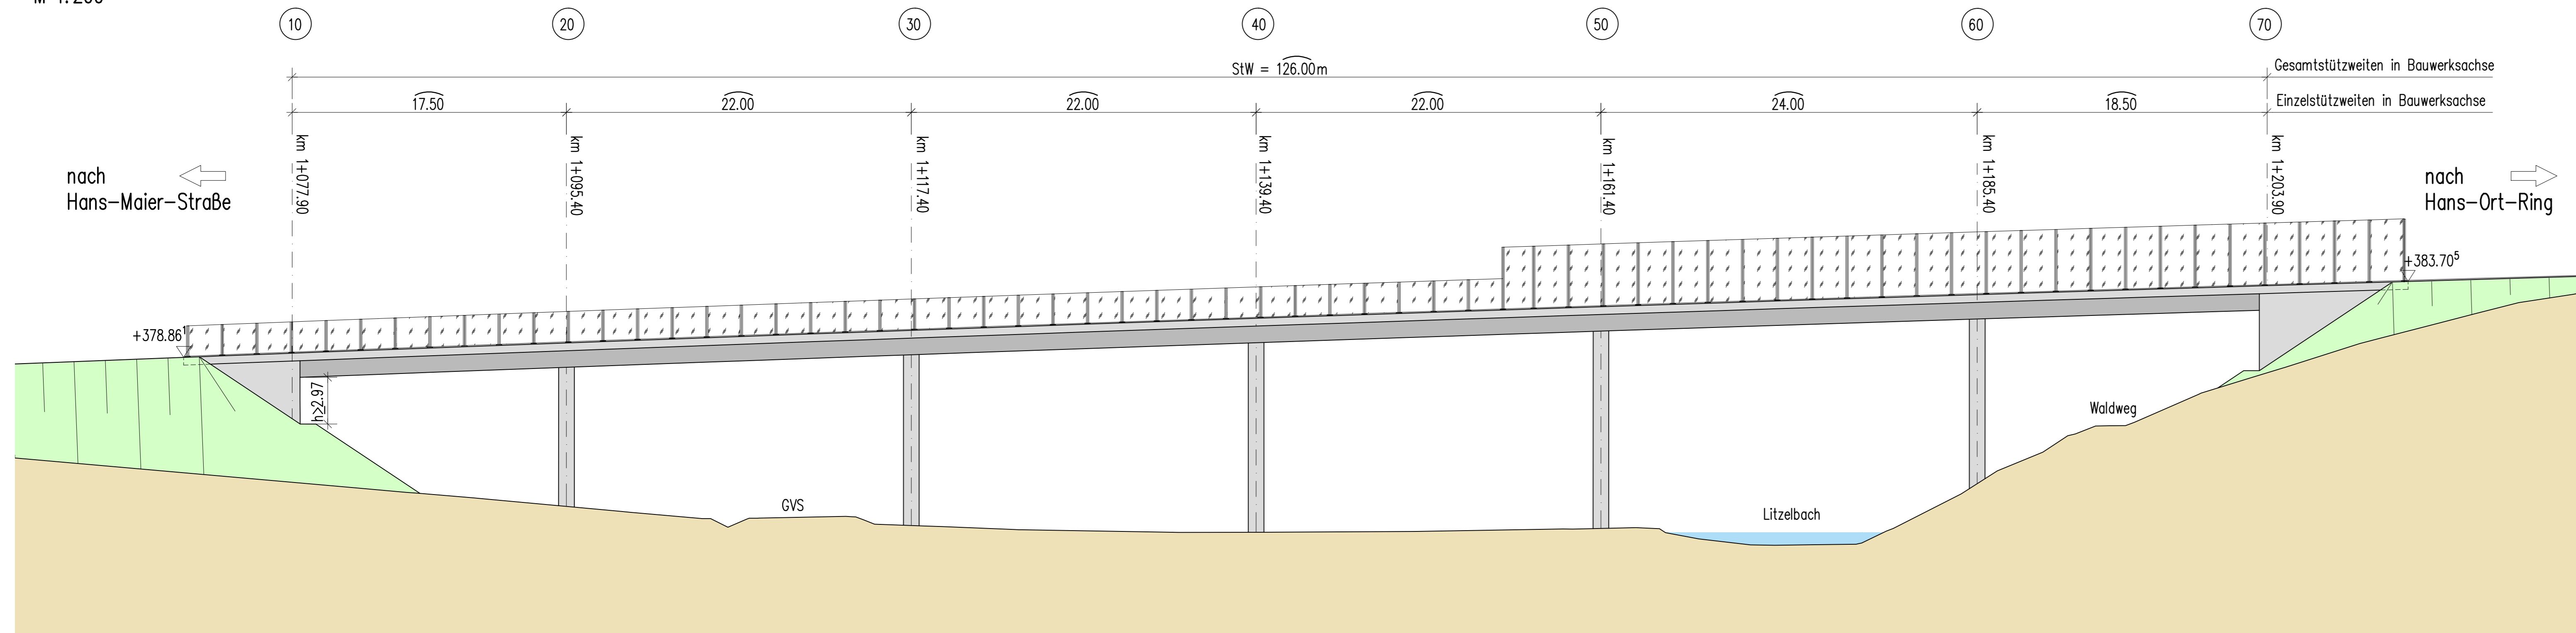 10 20 30 40 50 60 70
StW = 126.00m
Gesamtstützweiten in Bauwerksachse
17.50 22.00 22.00 22.00 24.00 18.50
Einzelstützweiten in Bauwerksachse
km 1+077.90
km 1+095.40
km 1+117.40
km 1+139.40
km 1+161.40
km 1+185.40
km 1+203.90
nach
Hans-Maier-Straße
nach
Hans-Ort-Ring
+383.70⁵
+378.86¹
h≥2.97
Waldweg
GVS
Litzelbach